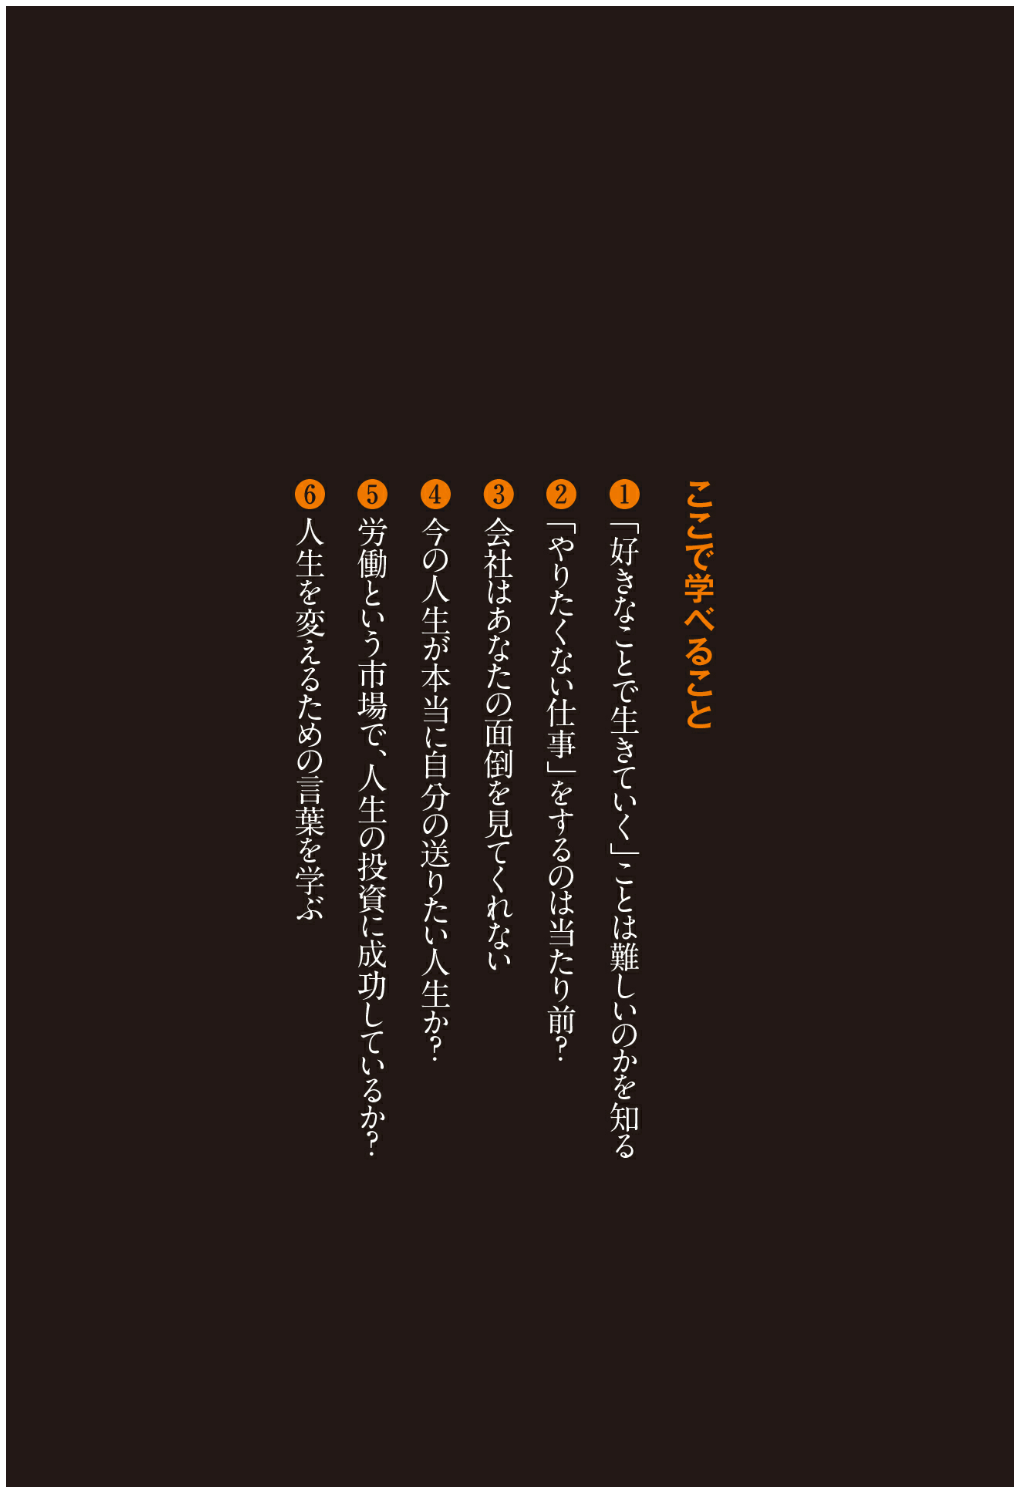 ここで学べること
❶「好きなことで生きていく」ことは難しいのかを知る
❷「やりたくない仕事」をするのは当たり前？
❸会社はあなたの面倒を見てくれない
❹今の人生が本当に自分の送りたい人生か？
❺労働という市場で、人生の投資に成功しているか？
❻人生を変えるための言葉を学ぶ